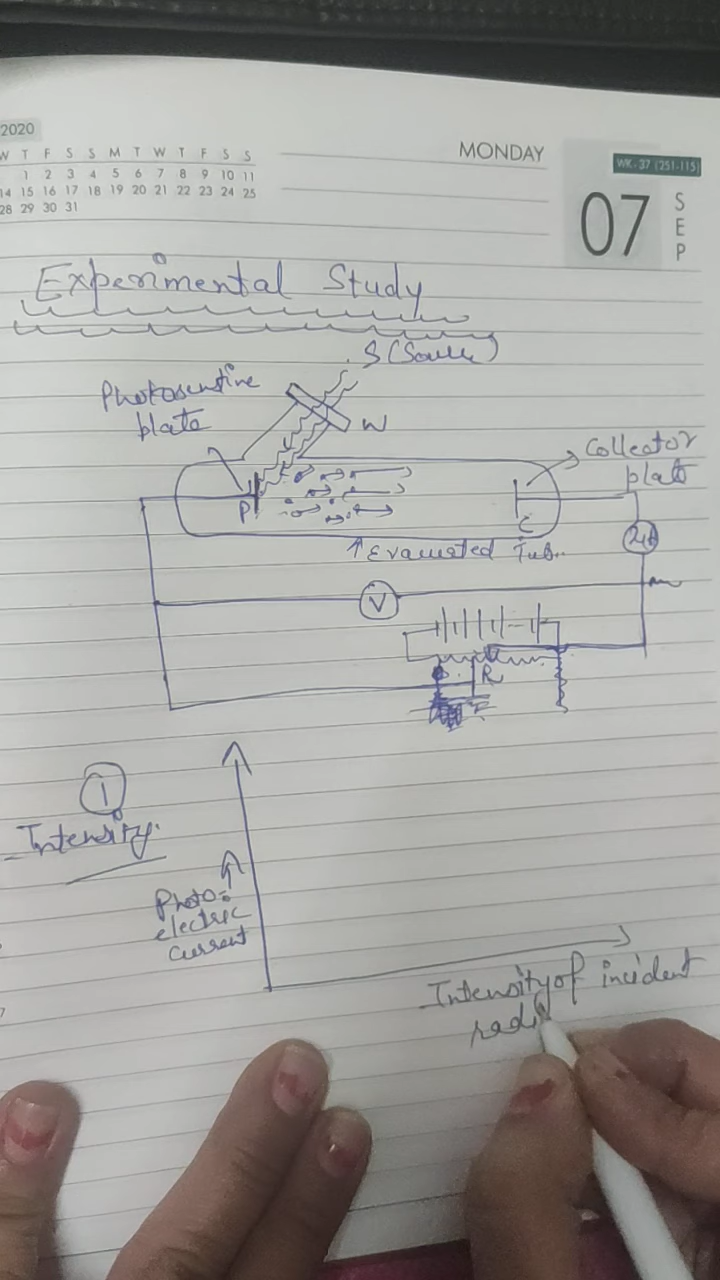 2020
W T F S S M T W T F S S
1 2 3 4 5 6 7 8 9 10 11
14 15 16 17 18 19 20 21 22 23 24 25
28 29 30 31
MONDAY
WK-37 (251-115)
07
SEP
Experimental Study
S (Source)
Photosensitive
plate
W
Collector
plate
P
C
↑ Evacuated Tube
μA
V
R
①
Intensity
Photo-
electric
current
Intensity of incident
radi